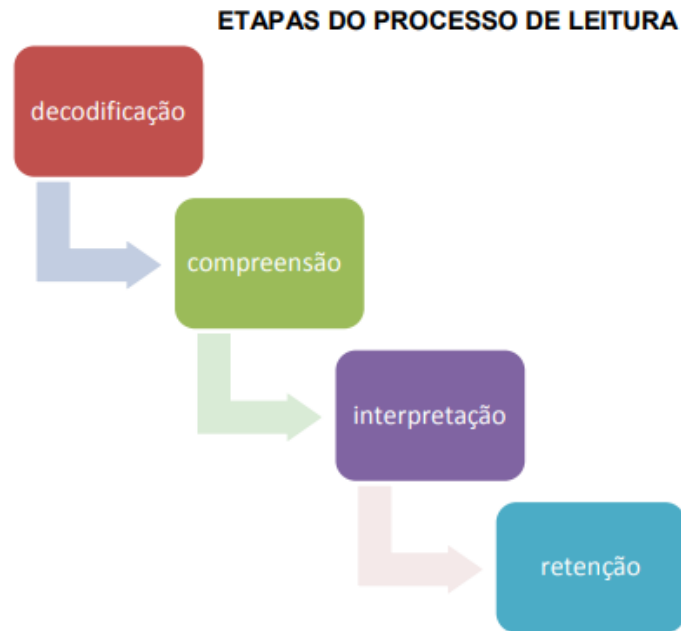 ETAPAS DO PROCESSO DE LEITURA
decodificação
compreensão
interpretação
retenção